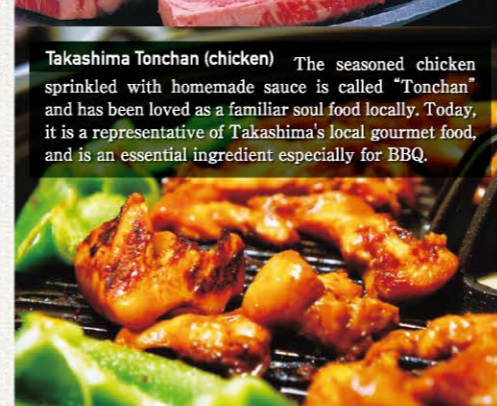 Takashima Tonchan (chicken) The seasoned chicken
sprinkled with homemade sauce is called “Tonchan”
and has been loved as a familiar soul food locally. Today,
it is a representative of Takashima's local gourmet food,
and is an essential ingredient especially for BBQ.